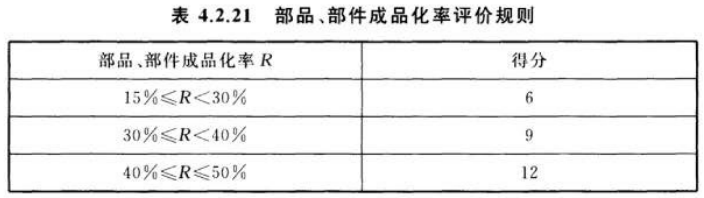 表 4.2.21 部品、部件成品化率评价规则
部品、部件成品化率 R 得分
15%≤R<30% 6
30%≤R<40% 9
40%≤R≤50% 12